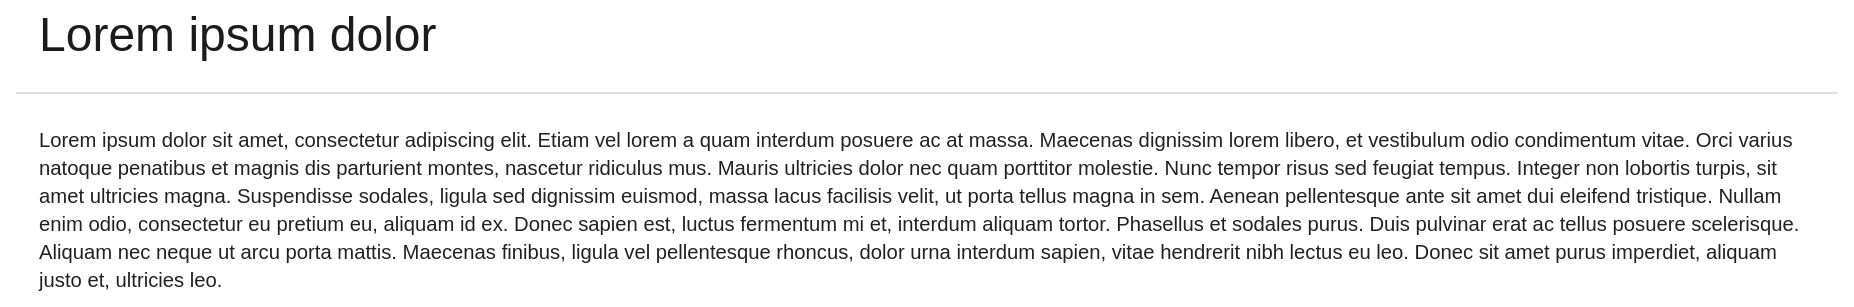 Lorem ipsum dolor
Lorem ipsum dolor sit amet, consectetur adipiscing elit. Etiam vel lorem a quam interdum posuere ac at massa. Maecenas dignissim lorem libero, et vestibulum odio condimentum vitae. Orci varius
natoque penatibus et magnis dis parturient montes, nascetur ridiculus mus. Mauris ultricies dolor nec quam porttitor molestie. Nunc tempor risus sed feugiat tempus. Integer non lobortis turpis, sit
amet ultricies magna. Suspendisse sodales, ligula sed dignissim euismod, massa lacus facilisis velit, ut porta tellus magna in sem. Aenean pellentesque ante sit amet dui eleifend tristique. Nullam
enim odio, consectetur eu pretium eu, aliquam id ex. Donec sapien est, luctus fermentum mi et, interdum aliquam tortor. Phasellus et sodales purus. Duis pulvinar erat ac tellus posuere scelerisque.
Aliquam nec neque ut arcu porta mattis. Maecenas finibus, ligula vel pellentesque rhoncus, dolor urna interdum sapien, vitae hendrerit nibh lectus eu leo. Donec sit amet purus imperdiet, aliquam
justo et, ultricies leo.